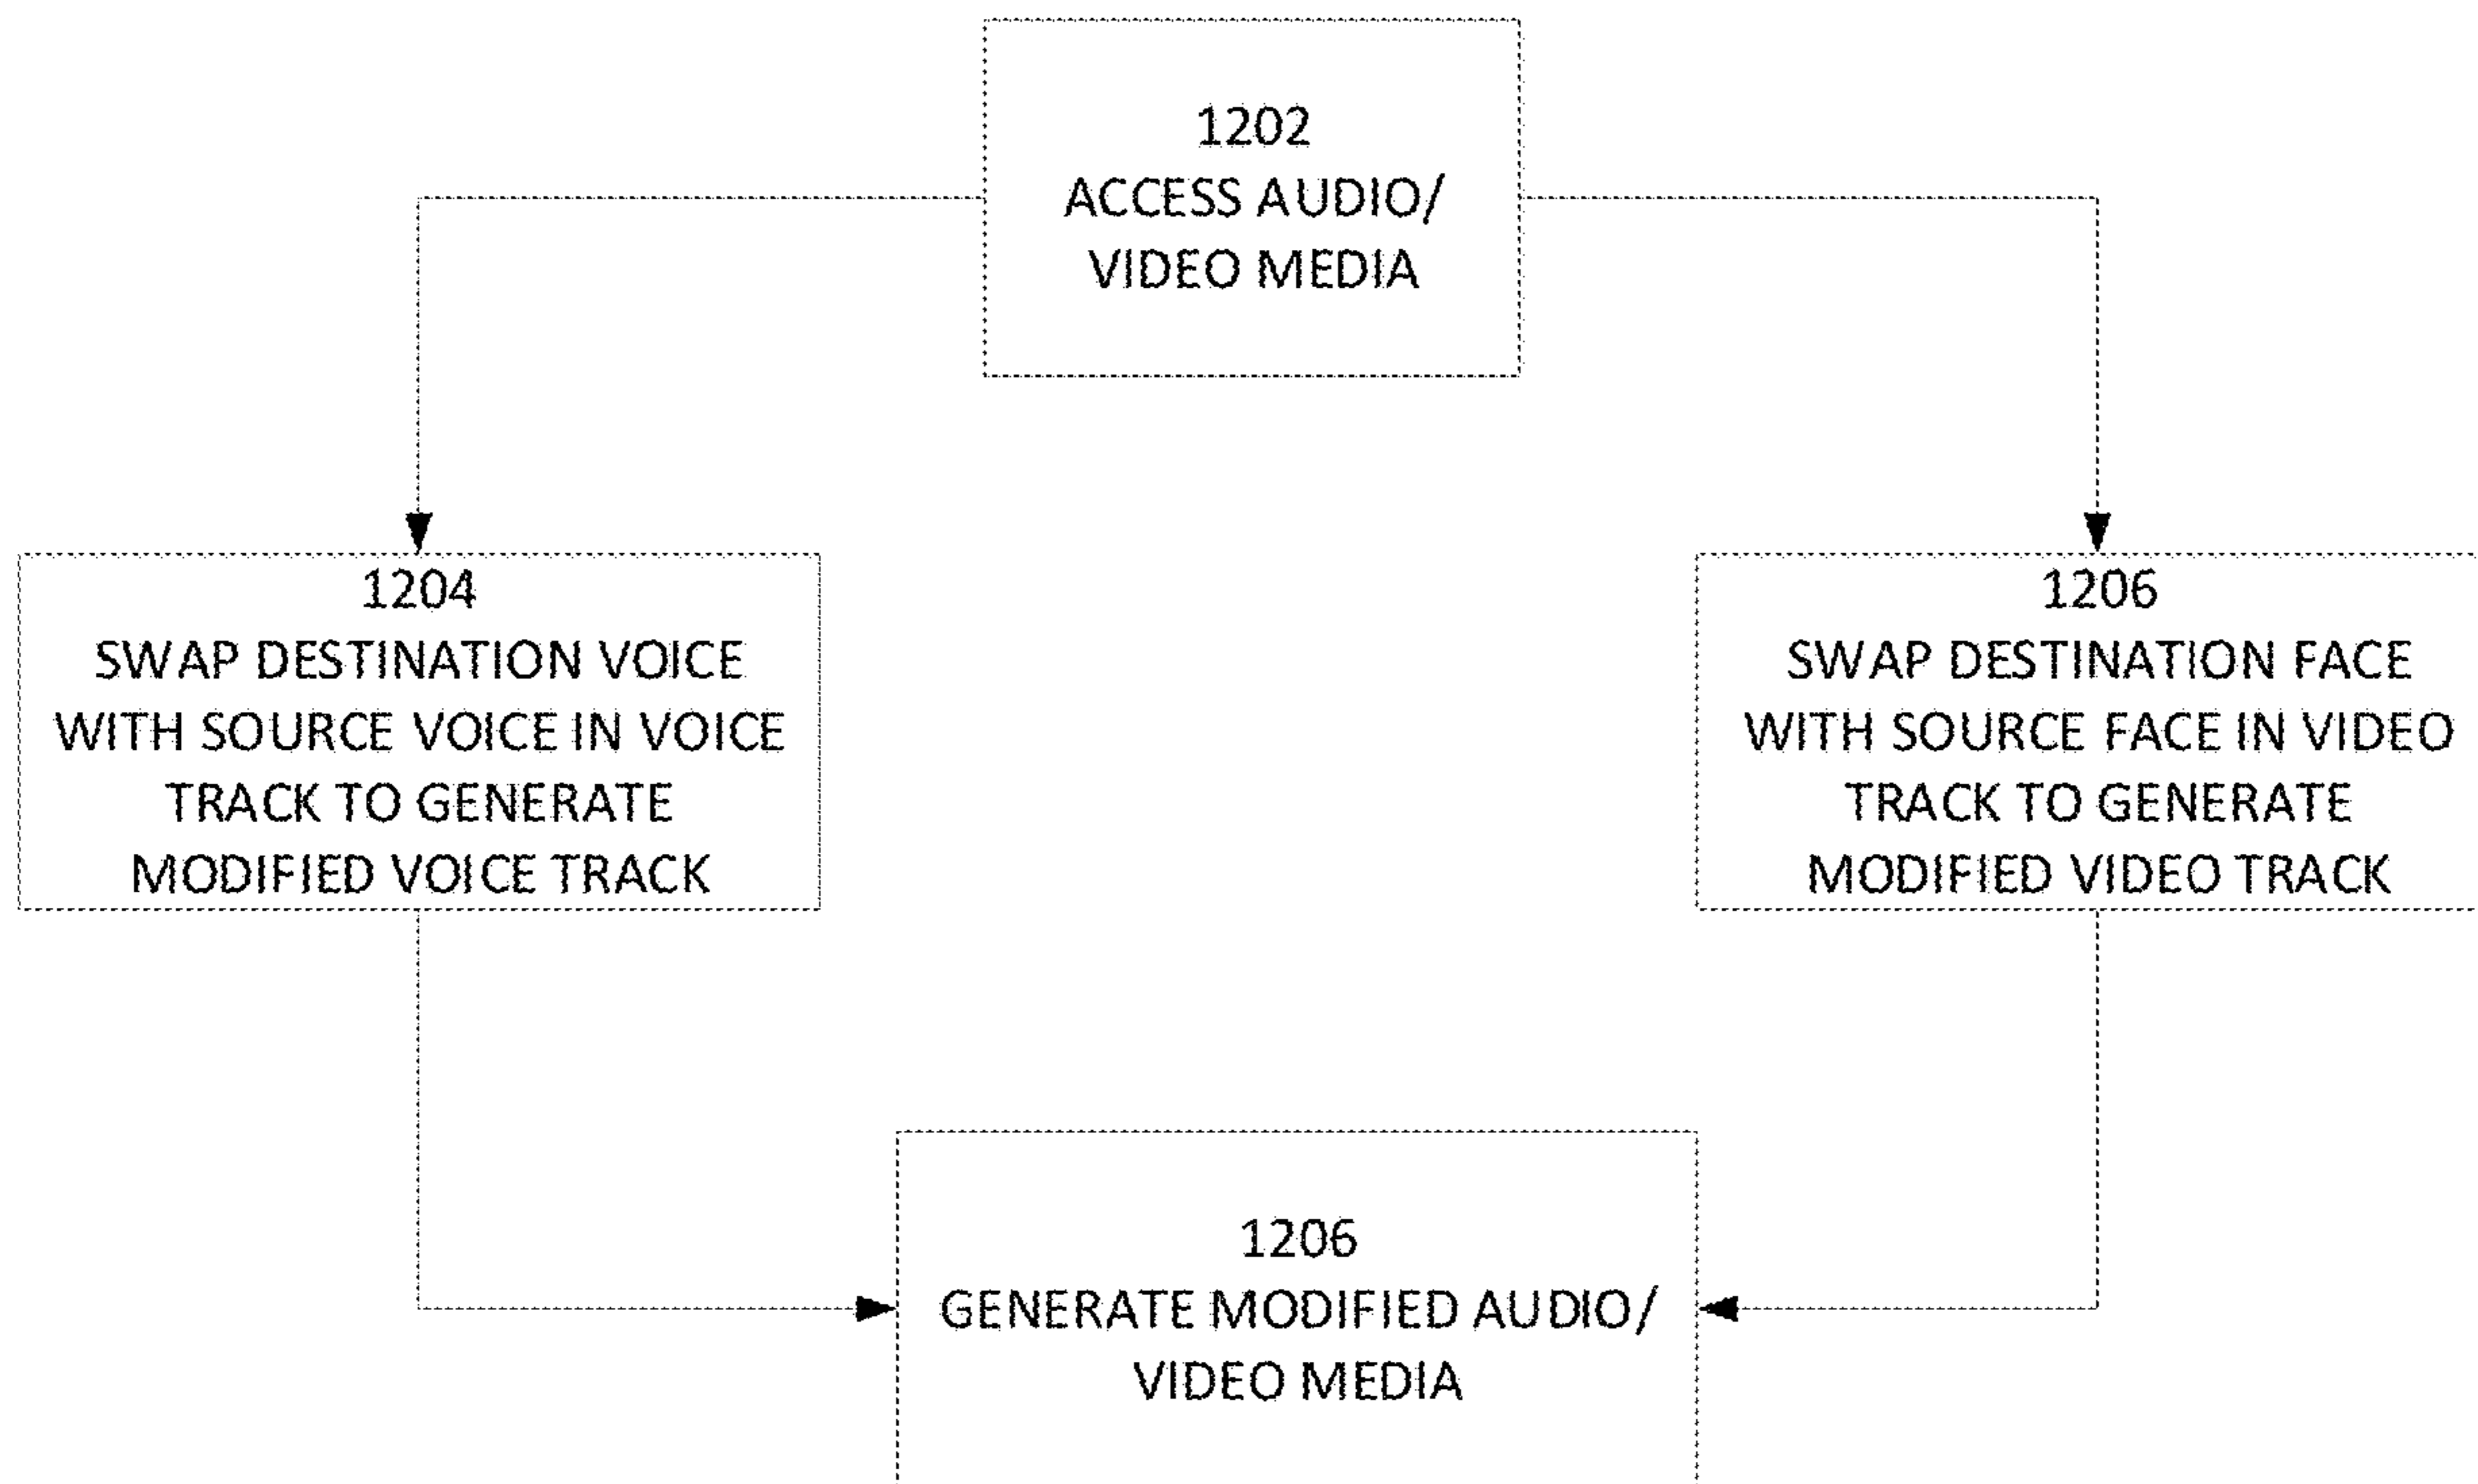 1202
ACCESS AUDIO/
VIDEO MEDIA
1204
SWAP DESTINATION VOICE
WITH SOURCE VOICE IN VOICE
TRACK TO GENERATE
MODIFIED VOICE TRACK
1206
SWAP DESTINATION FACE
WITH SOURCE FACE IN VIDEO
TRACK TO GENERATE
MODIFIED VIDEO TRACK
1206
GENERATE MODIFIED AUDIO/
VIDEO MEDIA